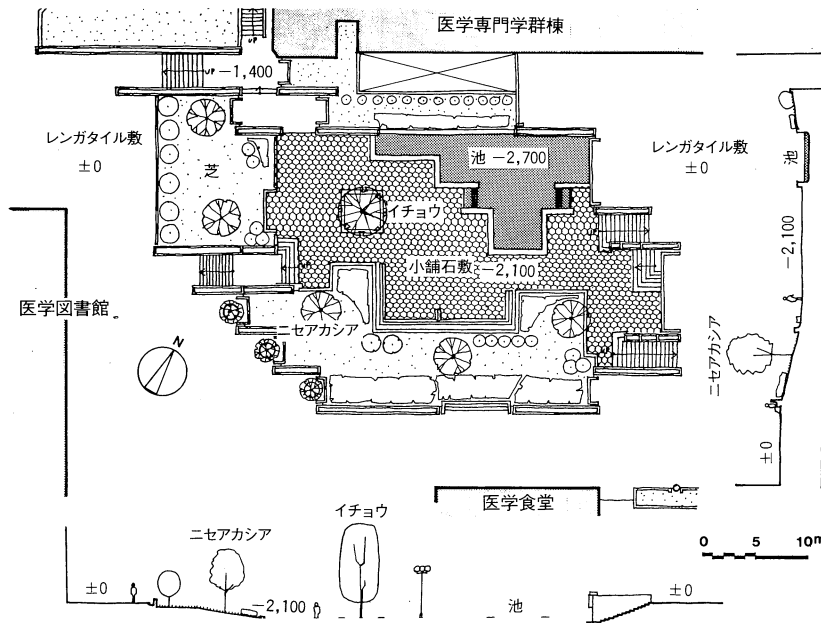 医学専門学群棟
UP
UP −1,400
レンガタイル敷
±0
芝
池 −2,700
レンガタイル敷
±0
池
イチョウ
UP
−2,100
UP
小舗石敷 −2,100
医学図書館
ニセアカシア
ニセアカシア
N
UP
±0
医学食堂
イチョウ
ニセアカシア
0 5 10m
±0
−2,100
池
±0